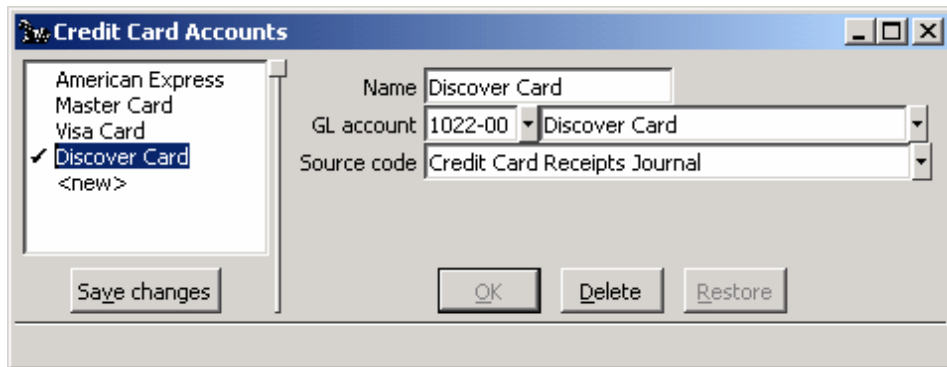 Credit Card Accounts
American Express
Master Card
Visa Card
Discover Card
<new>
Save changes
Name Discover Card
GL account 1022-00 Discover Card
Source code Credit Card Receipts Journal
OK Delete Restore